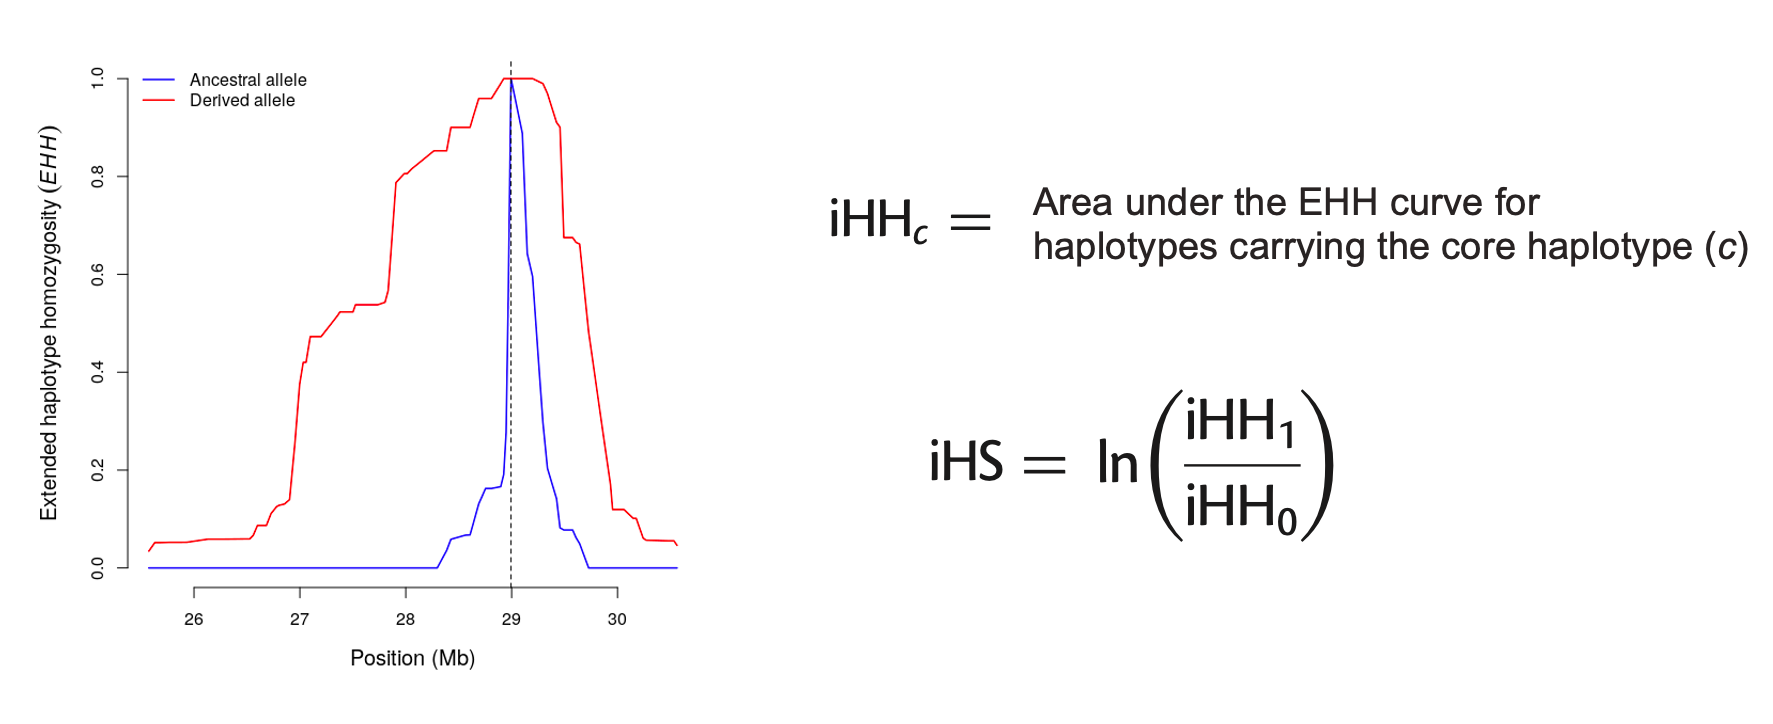 Ancestral allele
Derived allele
Extended haplotype homozygosity (EHH)
0.0
0.2
0.4
0.6
0.8
1.0
26 27 28 29 30
Position (Mb)
iHHc = Area under the EHH curve for
haplotypes carrying the core haplotype (c)
iHS = ln(iHH1/iHH0)